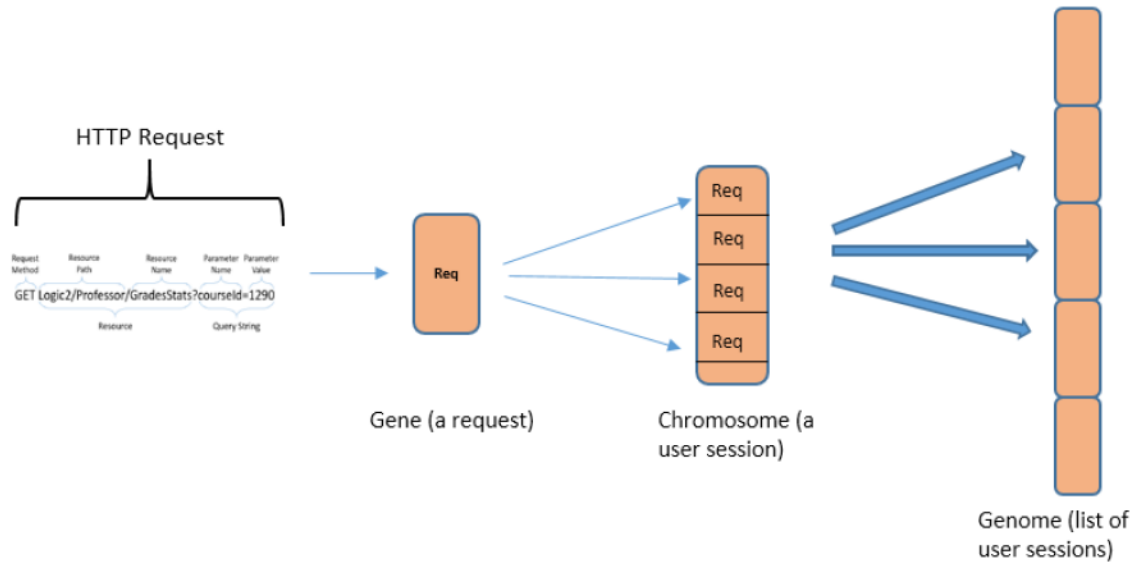 HTTP Request
Request Method
Resource Path
Resource Name
Parameter Name
Parameter Value
GET Logic2/Professor/GradesStats?courseId=1290
Resource
Query String
Req
Gene (a request)
Req
Req
Req
Req
Chromosome (a
user session)
Genome (list of
user sessions)